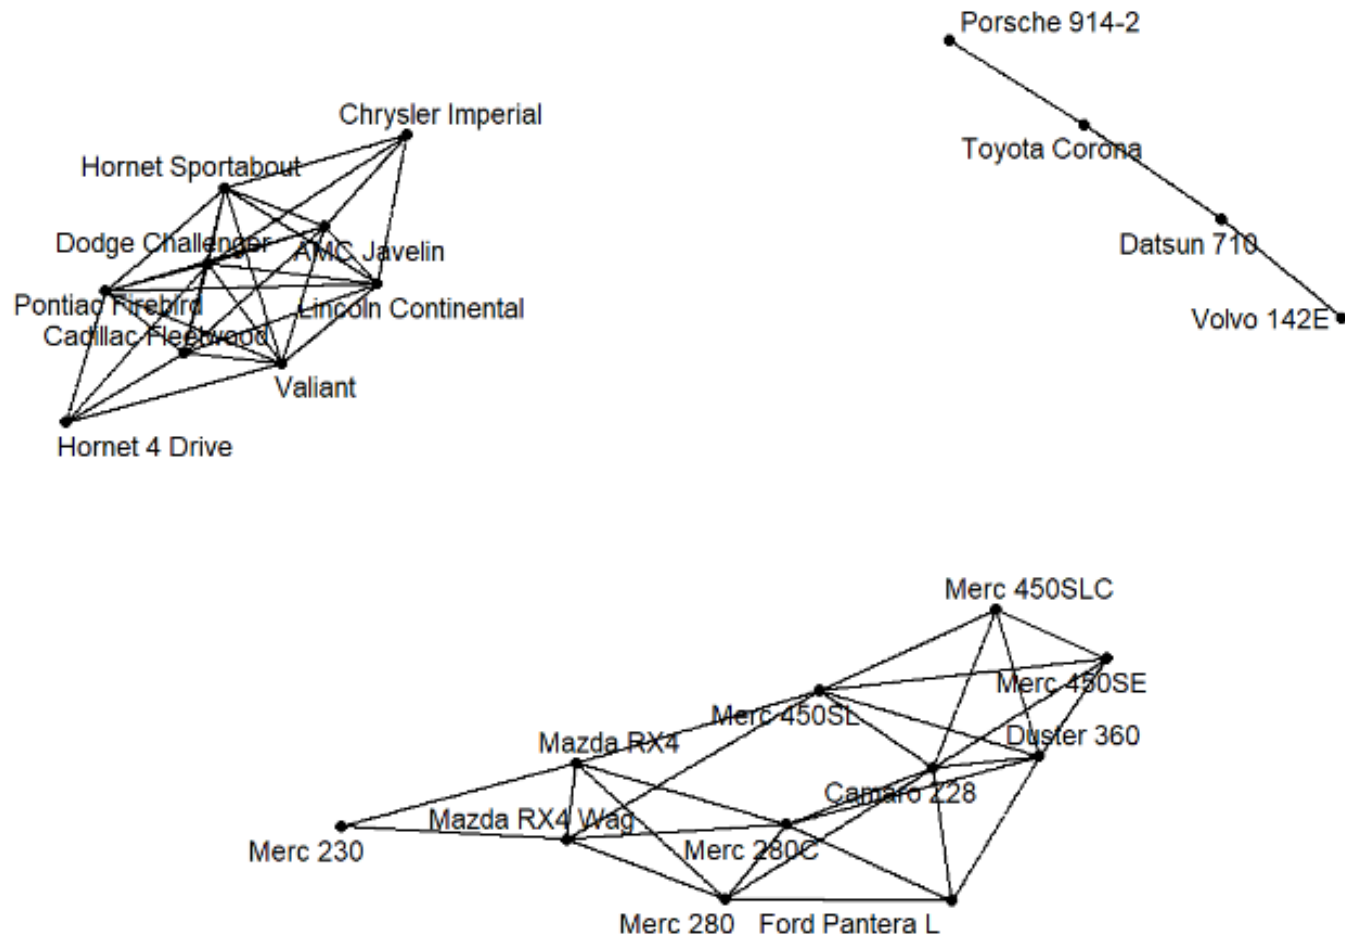 Porsche 914-2
Chrysler Imperial
Toyota Corona
Hornet Sportabout
Dodge Challenger
AMC Javelin
Datsun 710
Pontiac Firebird
Lincoln Continental
Volvo 142E
Cadillac Fleetwood
Valiant
Hornet 4 Drive
Merc 450SLC
Merc 450SE
Merc 450SL
Duster 360
Mazda RX4
Camaro Z28
Mazda RX4 Wag
Merc 230
Merc 280C
Merc 280
Ford Pantera L